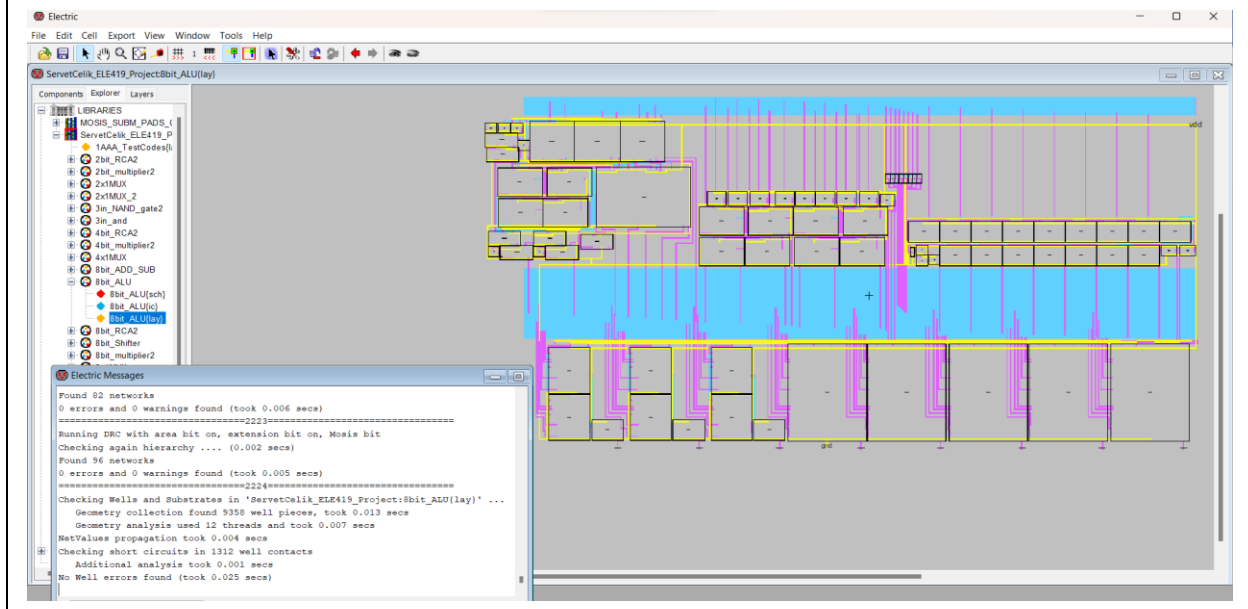 Electric
File Edit Cell Export View Window Tools Help
ServetCelik_ELE419_Project:8bit_ALU{lay}
Components Explorer Layers
LIBRARIES
MOSIS_SUBM_PADS_(
ServetCelik_ELE419_P
1AAA_TestCodes{l
2bit_RCA2
2bit_multiplier2
2x1MUX
2x1MUX_2
3in_NAND_gate2
3in_and
4bit_RCA2
4bit_multiplier2
4x1MUX
8bit_ADD_SUB
8bit_ALU
8bit_ALU{sch}
8bit_ALU{ic}
8bit_ALU{lay}
8bit_RCA2
8bit_Shifter
8bit_multiplier2
vdd
gnd
Electric Messages
Found 82 networks
0 errors and 0 warnings found (took 0.006 secs)
==================================2223==================================
Running DRC with area bit on, extension bit on, Mosis bit
Checking again hierarchy .... (0.002 secs)
Found 96 networks
0 errors and 0 warnings found (took 0.005 secs)
==================================2224==================================
Checking Wells and Substrates in 'ServetCelik_ELE419_Project:8bit_ALU{lay}' ...
Geometry collection found 9358 well pieces, took 0.013 secs
Geometry analysis used 12 threads and took 0.007 secs
NetValues propagation took 0.004 secs
Checking short circuits in 1312 well contacts
Additional analysis took 0.001 secs
No Well errors found (took 0.025 secs)